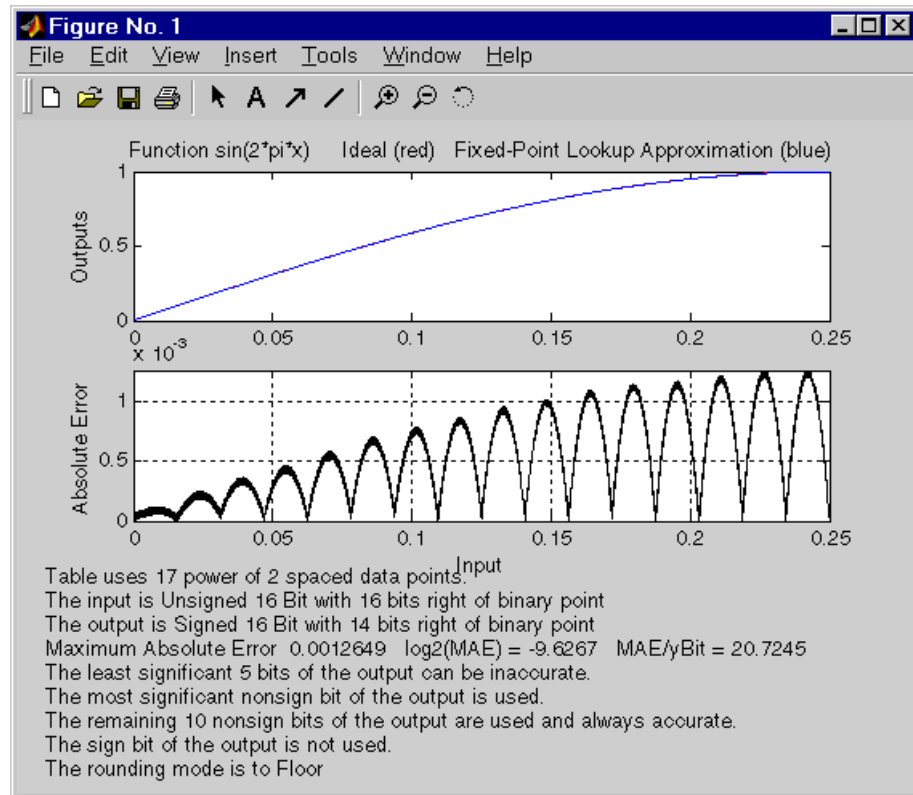 Figure No. 1
File Edit View Insert Tools Window Help
A
Function sin(2*pi*x) Ideal (red) Fixed-Point Lookup Approximation (blue)
1
0.5
0
Outputs
0 0.05 0.1 0.15 0.2 0.25
x 10^-3
1
0.5
0
Absolute Error
0 0.05 0.1 0.15 0.2 0.25
Input
Table uses 17 power of 2 spaced data points.
The input is Unsigned 16 Bit with 16 bits right of binary point
The output is Signed 16 Bit with 14 bits right of binary point
Maximum Absolute Error 0.0012649 log2(MAE) = -9.6267 MAE/yBit = 20.7245
The least significant 5 bits of the output can be inaccurate.
The most significant nonsign bit of the output is used.
The remaining 10 nonsign bits of the output are used and always accurate.
The sign bit of the output is not used.
The rounding mode is to Floor